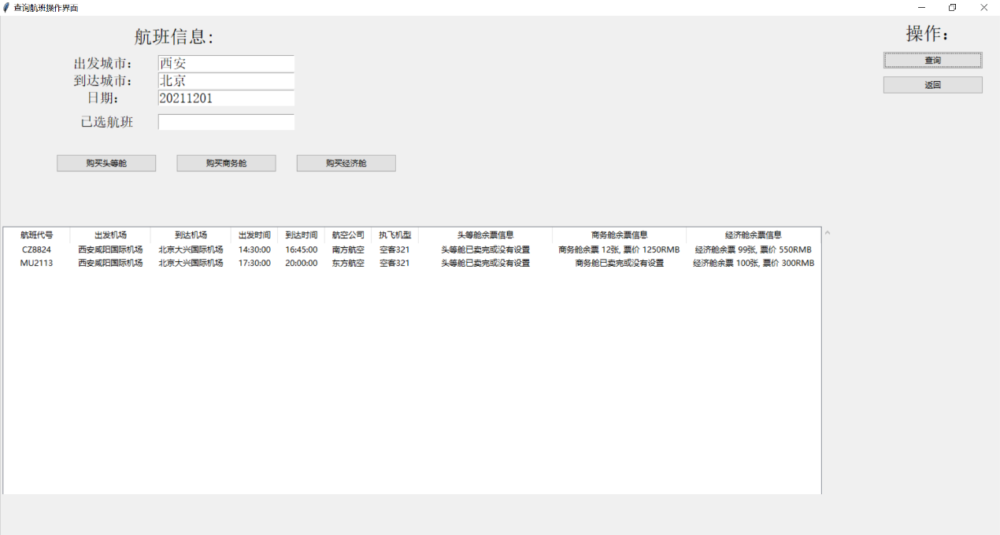 查询航班操作界面
航班信息:
操作:
出发城市: 西安
查询
到达城市: 北京
返回
日期: 20211201
已选航班
购买头等舱 购买商务舱 购买经济舱
航班代号 出发机场 到达机场 出发时间 到达时间 航空公司 执飞机型 头等舱余票信息 商务舱余票信息 经济舱余票信息
CZ8824 西安咸阳国际机场 北京大兴国际机场 14:30:00 16:45:00 南方航空 空客321 头等舱已卖完或没有设置 商务舱余票 12张, 票价 1250RMB 经济舱余票 99张, 票价 550RMB
MU2113 西安咸阳国际机场 北京大兴国际机场 17:30:00 20:00:00 东方航空 空客321 头等舱已卖完或没有设置 商务舱已卖完或没有设置 经济舱余票 100张, 票价 300RMB